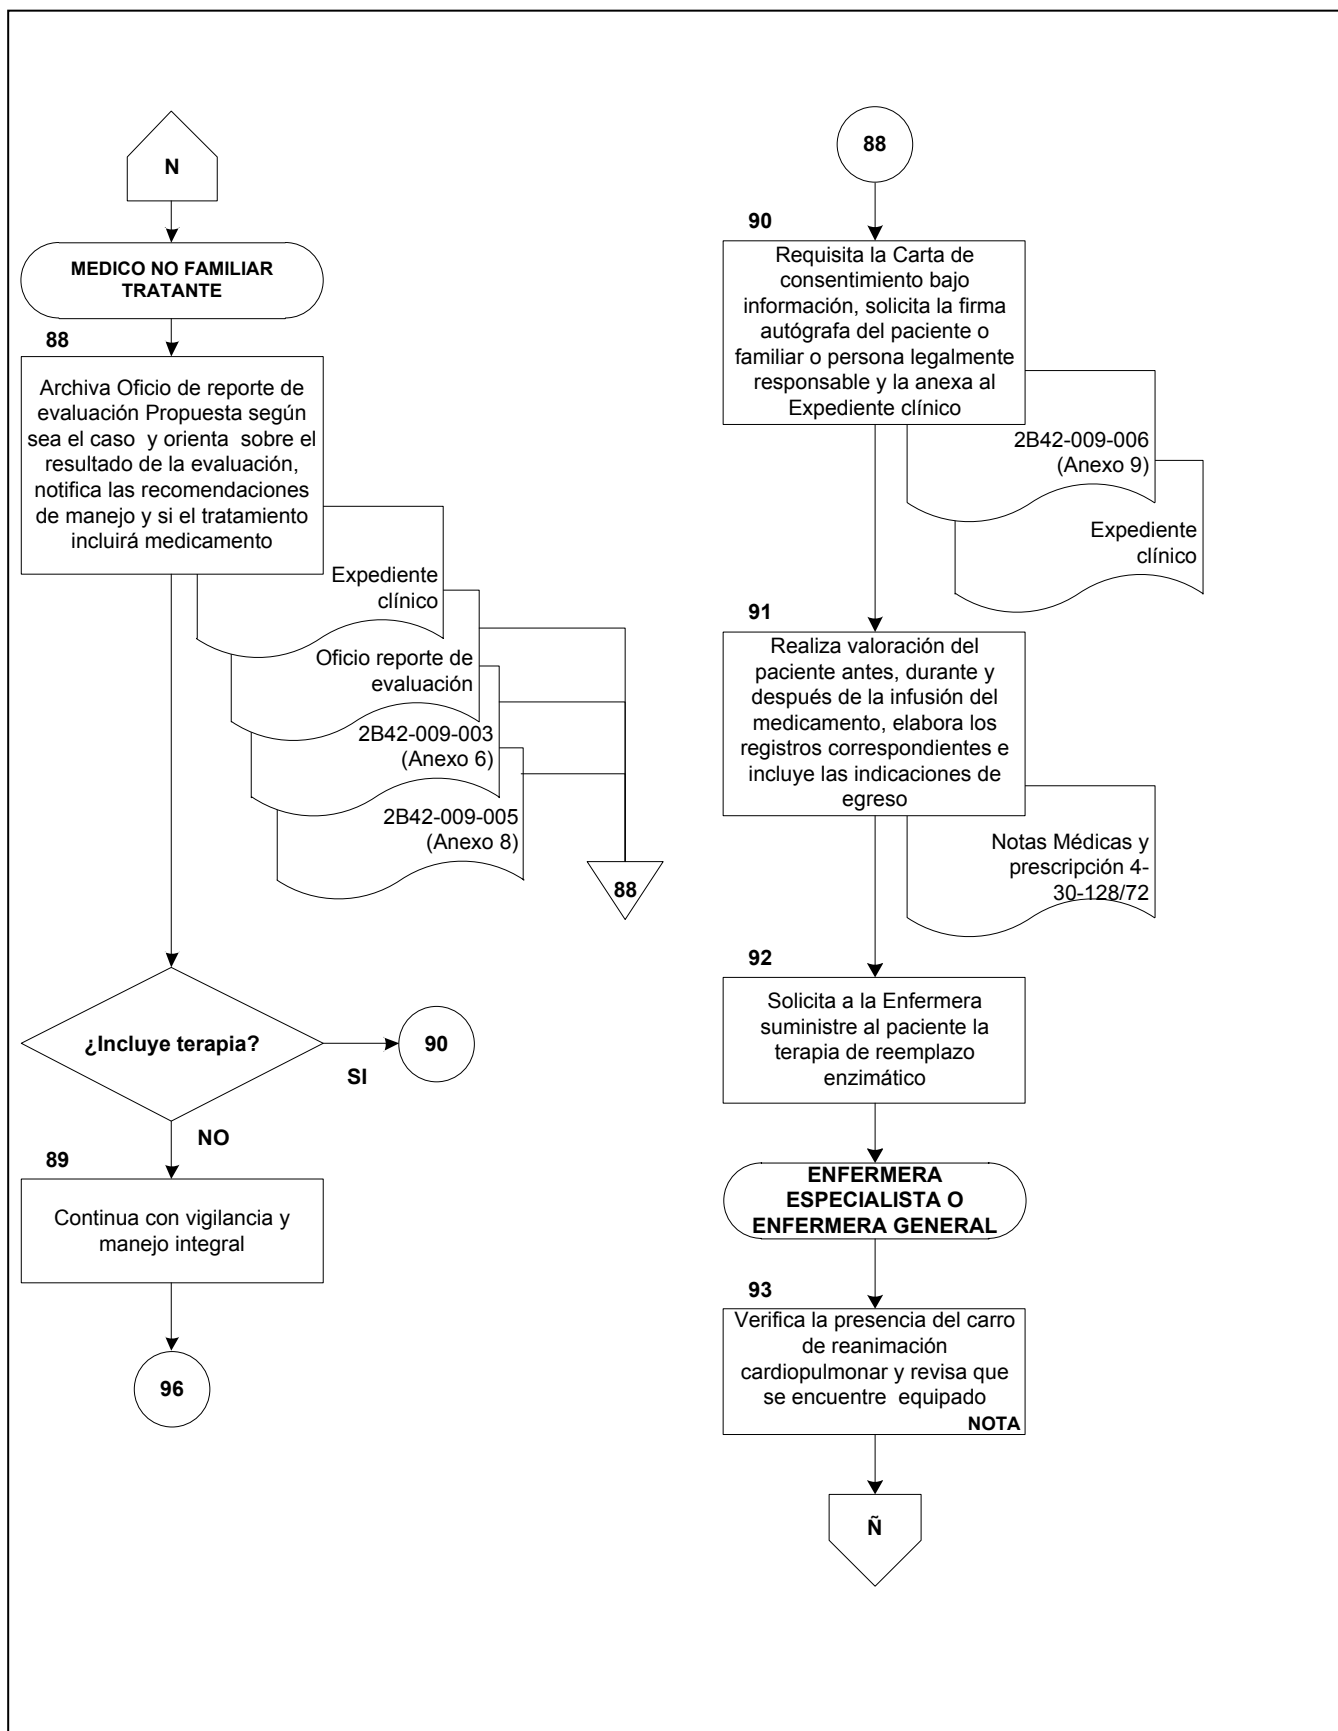 N
MEDICO NO FAMILIAR
TRATANTE
88
Archiva Oficio de reporte de
evaluación Propuesta según
sea el caso y orienta sobre el
resultado de la evaluación,
notifica las recomendaciones
de manejo y si el tratamiento
incluirá medicamento
Expediente
clínico
Oficio reporte de
evaluación
2B42-009-003
(Anexo 6)
2B42-009-005
(Anexo 8)
88
¿Incluye terapia?
SI
90
NO
89
Continua con vigilancia y
manejo integral
96
88
90
Requisita la Carta de
consentimiento bajo
información, solicita la firma
autógrafa del paciente o
familiar o persona legalmente
responsable y la anexa al
Expediente clínico
2B42-009-006
(Anexo 9)
Expediente
clínico
91
Realiza valoración del
paciente antes, durante y
después de la infusión del
medicamento, elabora los
registros correspondientes e
incluye las indicaciones de
egreso
Notas Médicas y
prescripción 4-
30-128/72
92
Solicita a la Enfermera
suministre al paciente la
terapia de reemplazo
enzimático
ENFERMERA
ESPECIALISTA O
ENFERMERA GENERAL
93
Verifica la presencia del carro
de reanimación
cardiopulmonar y revisa que
se encuentre equipado
NOTA
Ñ